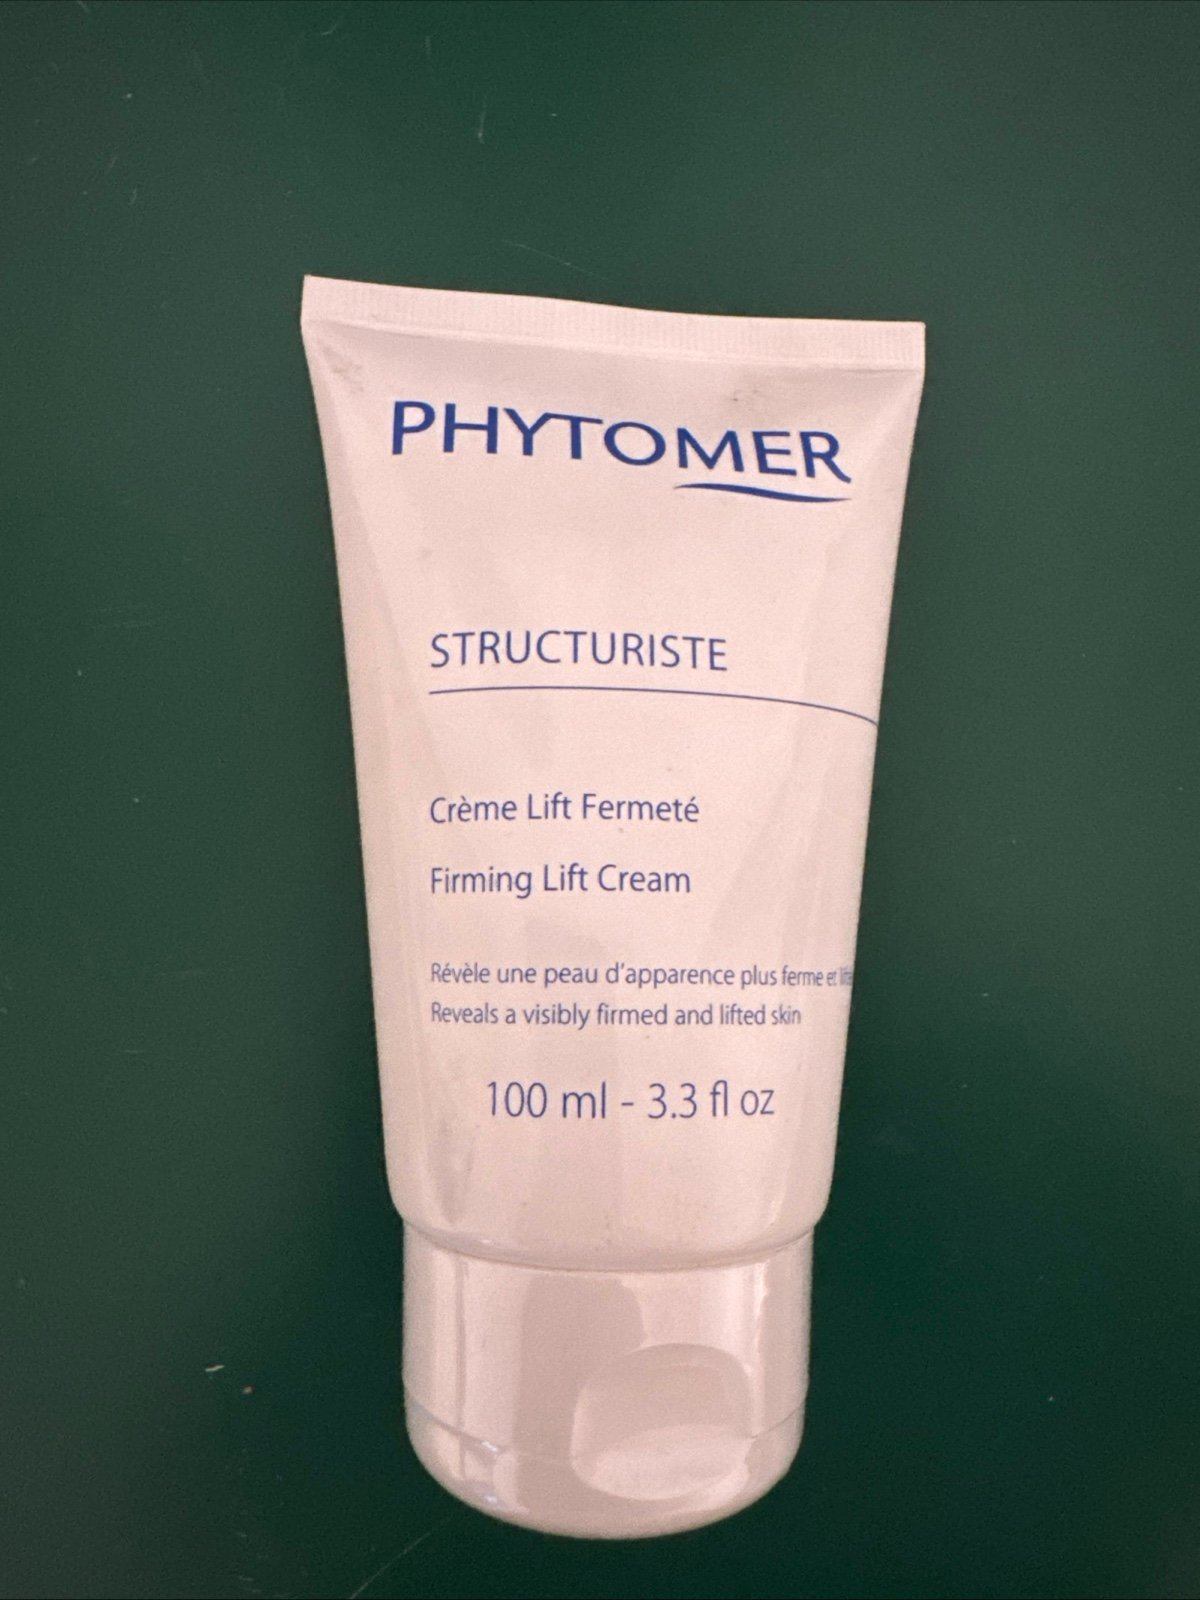 PHYTOMER
STRUCTURISTE
Crème Lift Fermeté
Firming Lift Cream
Révèle une peau d'apparence plus ferme et
Reveals a visibly firmed and lifted skin
100 ml - 3.3 fl oz